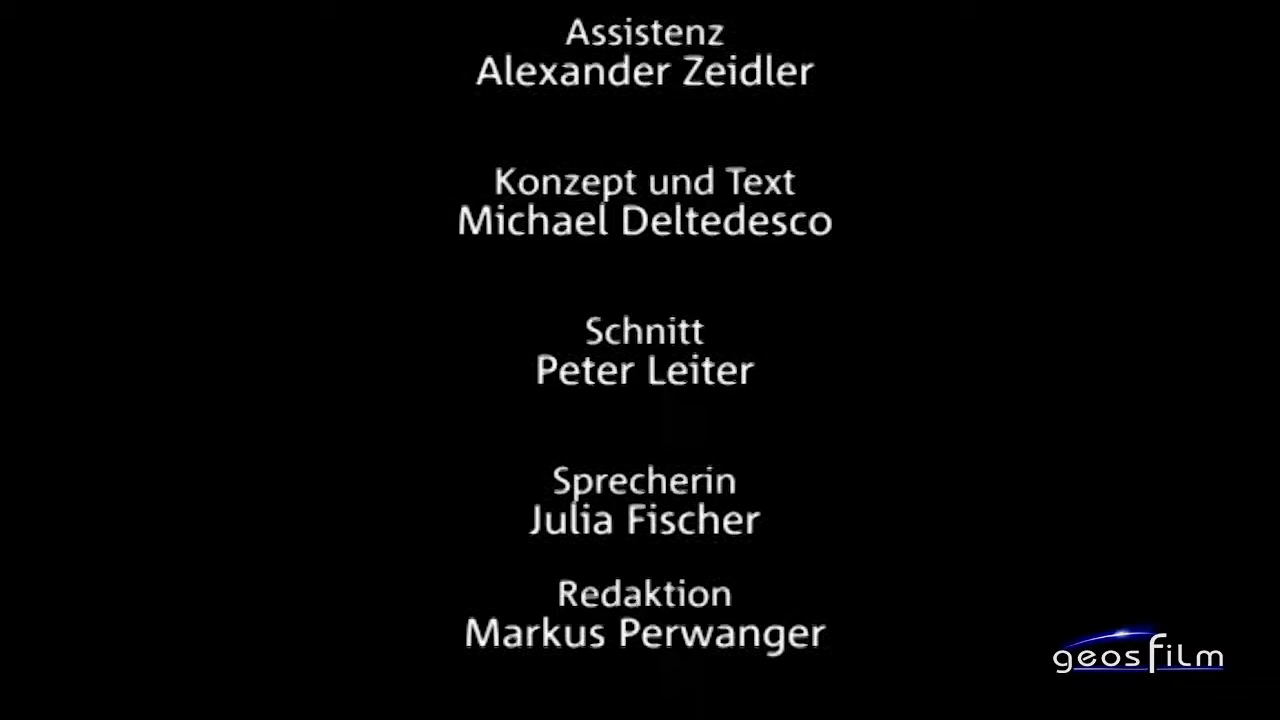 Assistenz
Alexander Zeidler
Konzept und Text
Michael Deltedesco
Schnitt
Peter Leiter
Sprecherin
Julia Fischer
Redaktion
Markus Perwanger
geosfilm